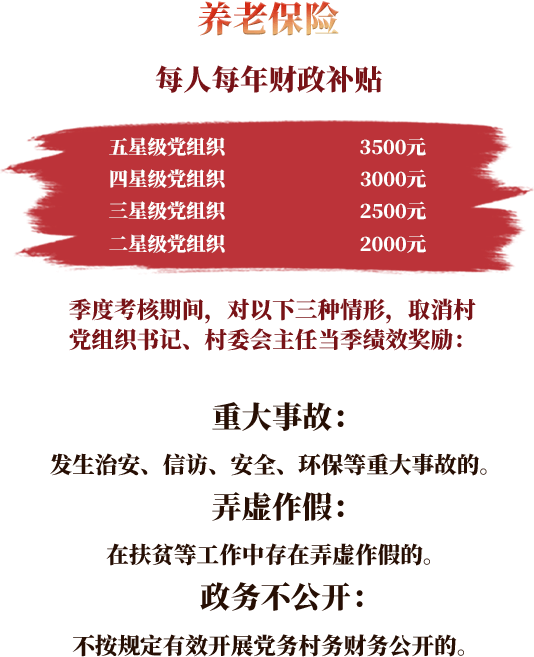 养老保险
每人每年财政补贴
五星级党组织 3500元
四星级党组织 3000元
三星级党组织 2500元
二星级党组织 2000元
季度考核期间，对以下三种情形，取消村
党组织书记、村委会主任当季绩效奖励：
重大事故：
发生治安、信访、安全、环保等重大事故的。
弄虚作假：
在扶贫等工作中存在弄虚作假的。
政务不公开：
不按规定有效开展党务村务财务公开的。